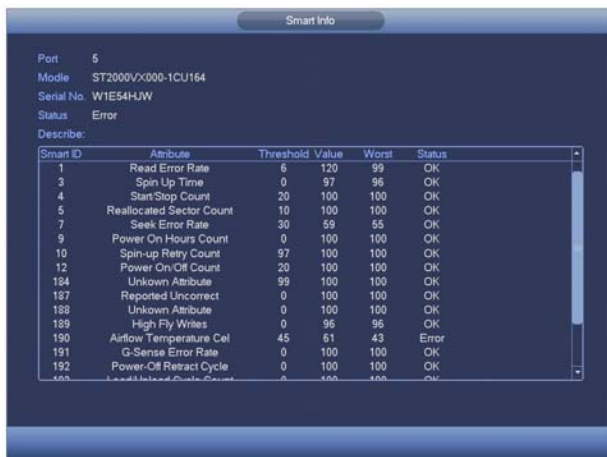 Smart Info
Port 5
Modle ST2000VX000-1CU164
Serial No. W1E54HJW
Status Error
Describe:
Smart ID Attribute Threshold Value Worst Status
1 Read Error Rate 6 120 99 OK
3 Spin Up Time 0 97 96 OK
4 Start/Stop Count 20 100 100 OK
5 Reallocated Sector Count 10 100 100 OK
7 Seek Error Rate 30 59 55 OK
9 Power On Hours Count 0 100 100 OK
10 Spin-up Retry Count 97 100 100 OK
12 Power On/Off Count 20 100 100 OK
184 Unkown Attribute 99 100 100 OK
187 Reported Uncorrect 0 100 100 OK
188 Unkown Attribute 0 100 100 OK
189 High Fly Writes 0 96 96 OK
190 Airflow Temperature Cel 45 61 43 Error
191 G-Sense Error Rate 0 100 100 OK
192 Power-Off Retract Cycle 0 100 100 OK